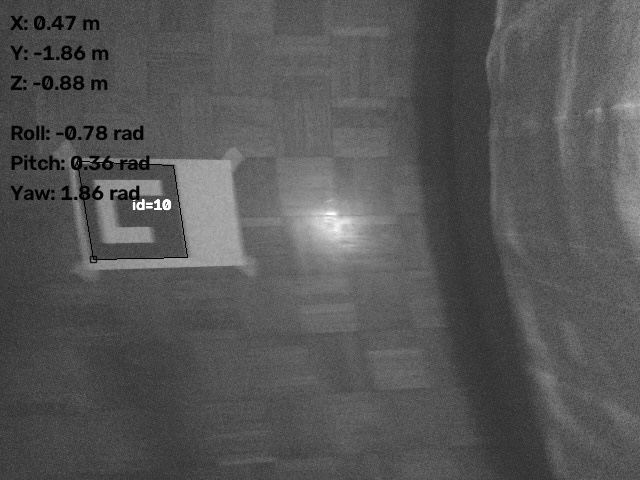 X: 0.47 m
Y: -1.86 m
Z: -0.88 m
Roll: -0.78 rad
Pitch: 0.36 rad
Yaw: 1.86 rad
id=10